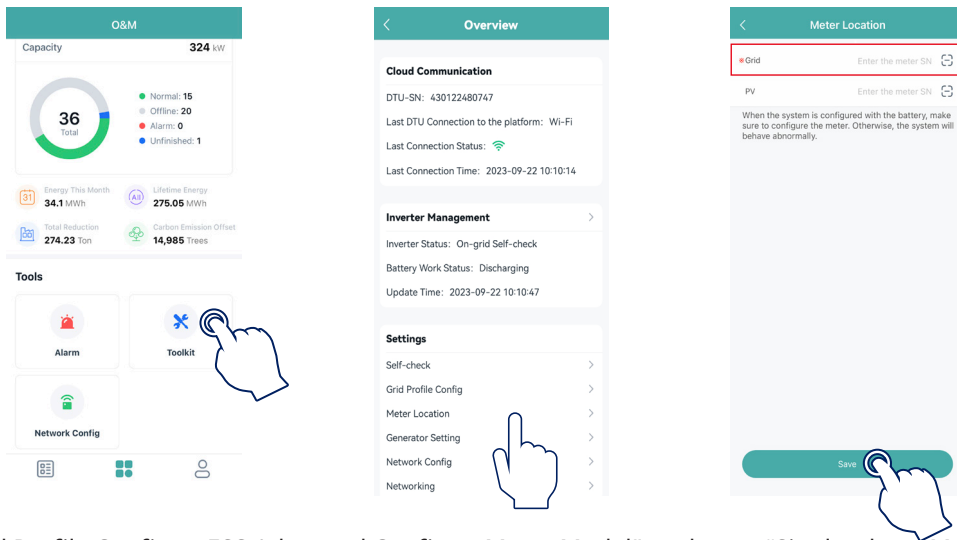 O&M
Capacity 324 kW
36
Total
Normal: 15
Offline: 20
Alarm: 0
Unfinished: 1
31
Energy This Month
34.1 MWh
All
Lifetime Energy
275.05 MWh
Total Reduction
274.23 Ton
Carbon Emission Offset
14,985 Trees
Tools
Alarm
Toolkit
Network Config
Overview
Cloud Communication
DTU-SN: 430122480747
Last DTU Connection to the platform: Wi-Fi
Last Connection Status:
Last Connection Time: 2023-09-22 10:10:14
Inverter Management
Inverter Status: On-grid Self-check
Battery Work Status: Discharging
Update Time: 2023-09-22 10:10:47
Settings
Self-check
Grid Profile Config
Meter Location
Generator Setting
Network Config
Networking
Meter Location
*Grid Enter the meter SN
PV Enter the meter SN
When the system is configured with the battery, make
sure to configure the meter. Otherwise, the system will
behave abnormally.
Save